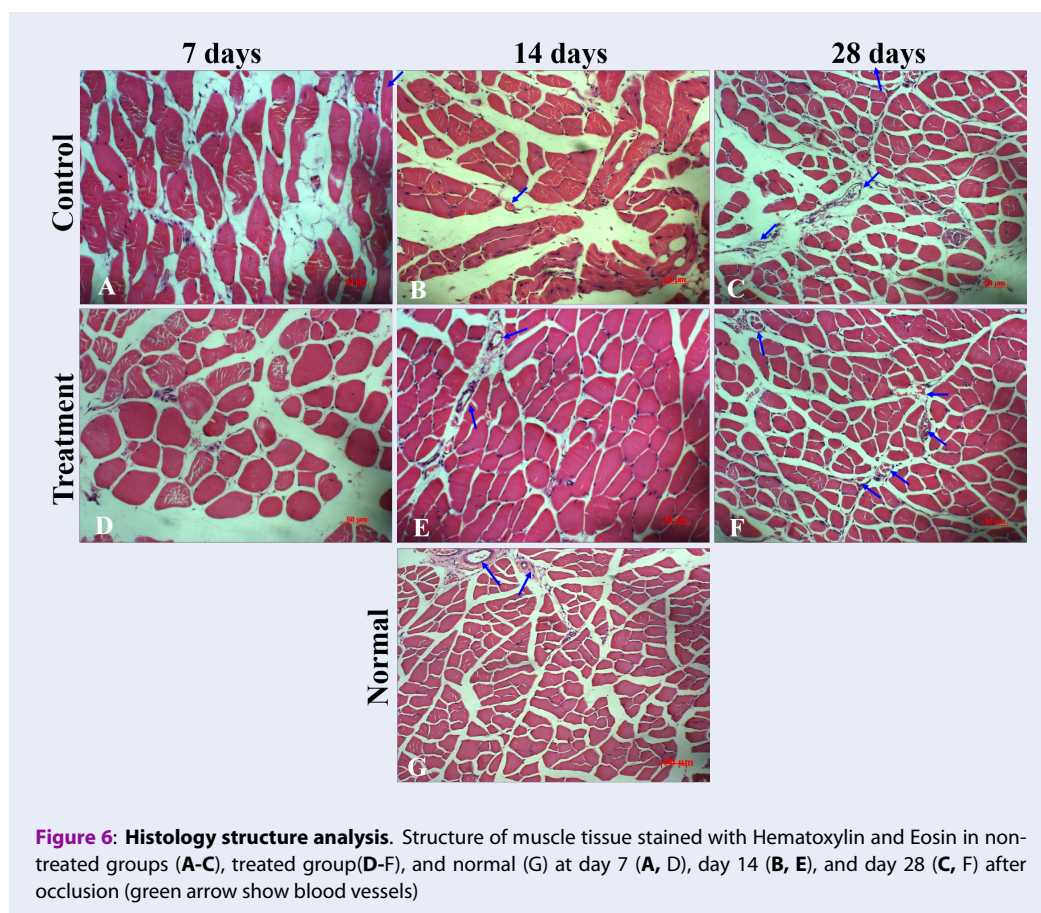 7 days 14 days 28 days
Control
A
B
C
Treatment
D
50 µm
E
F
Normal
G
Figure 6: Histology structure analysis. Structure of muscle tissue stained with Hematoxylin and Eosin in non-
treated groups (A-C), treated group(D-F), and normal (G) at day 7 (A, D), day 14 (B, E), and day 28 (C, F) after
occlusion (green arrow show blood vessels)